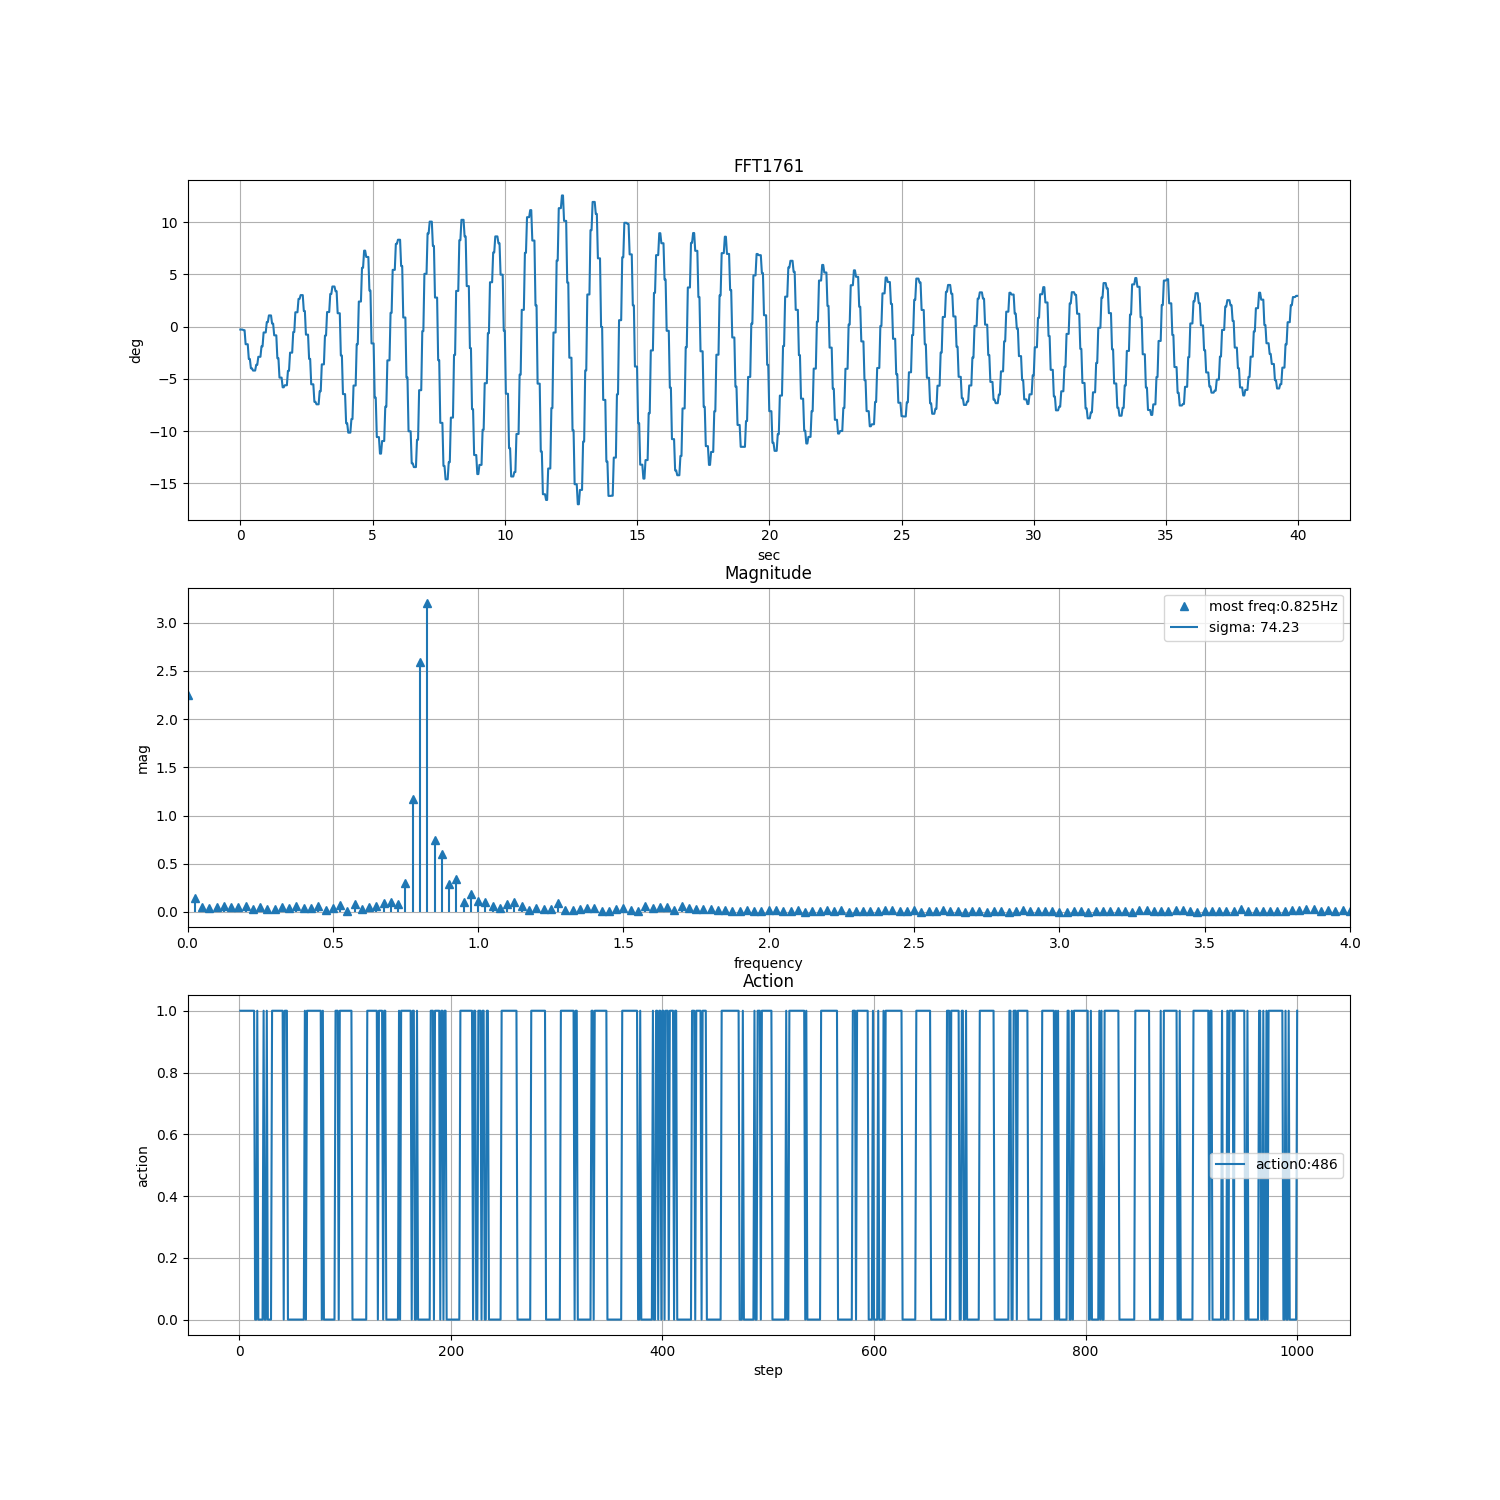 FFT1761
10
5
0
−5
−10
−15
deg
0 5 10 15 20 25 30 35 40
sec
Magnitude
most freq:0.825Hz
sigma: 74.23
3.0
2.5
2.0
1.5
1.0
0.5
0.0
mag
0.0 0.5 1.0 1.5 2.0 2.5 3.0 3.5 4.0
frequency
Action
1.0
0.8
0.6
0.4
0.2
0.0
action
action0:486
0 200 400 600 800 1000
step